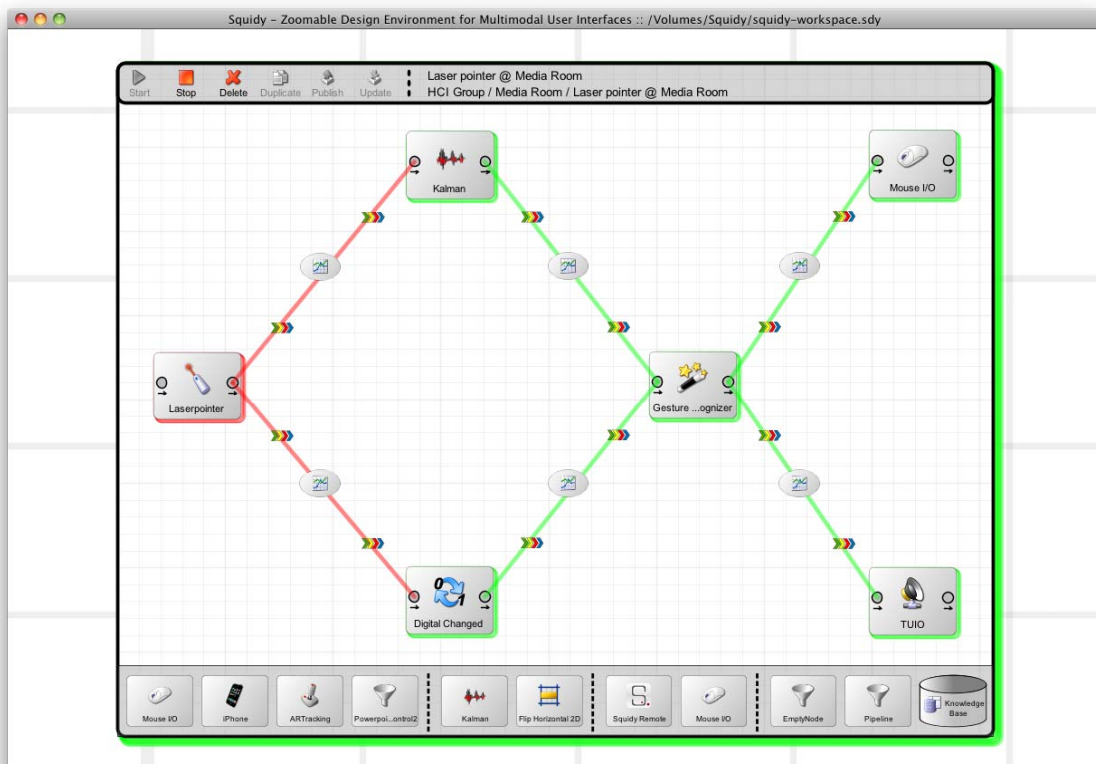 Squidy – Zoomable Design Environment for Multimodal User Interfaces :: /Volumes/Squidy/squidy-workspace.sdy
Start Stop Delete Duplicate Publish Update
Laser pointer @ Media Room
HCI Group / Media Room / Laser pointer @ Media Room
Kalman
Mouse I/O
Laserpointer
Gesture ...ognizer
0
1
Digital Changed
TUIO
Mouse I/O
iPhone
ARTracking
Powerpoi...ontrol2
Kalman
Flip Horizontal 2D
S.
Squidy Remote
Mouse I/O
EmptyNode
Pipeline
Knowledge
Base